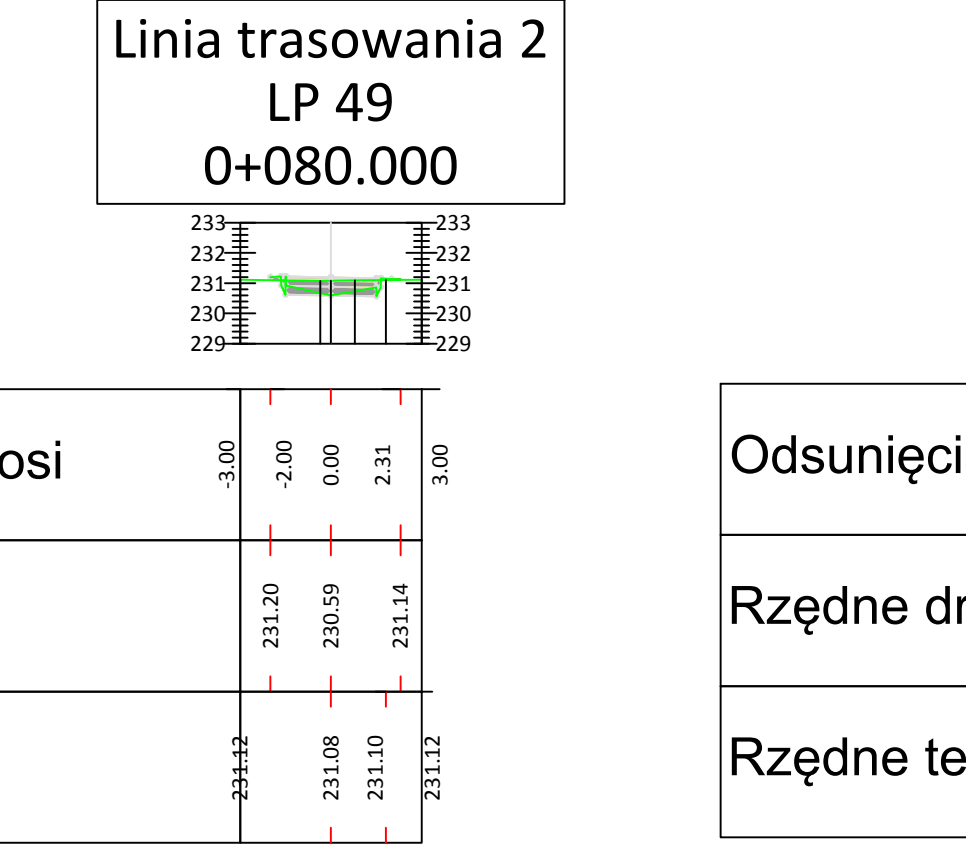 Linia trasowania 2
LP 49
0+080.000
233 233
232 232
231 231
230 230
229 229
osi -3.00 -2.00 0.00 2.31 3.00
231.20 230.59 231.14
231.12 231.08 231.10 231.12
Odsunięci
Rzędne dr
Rzędne te